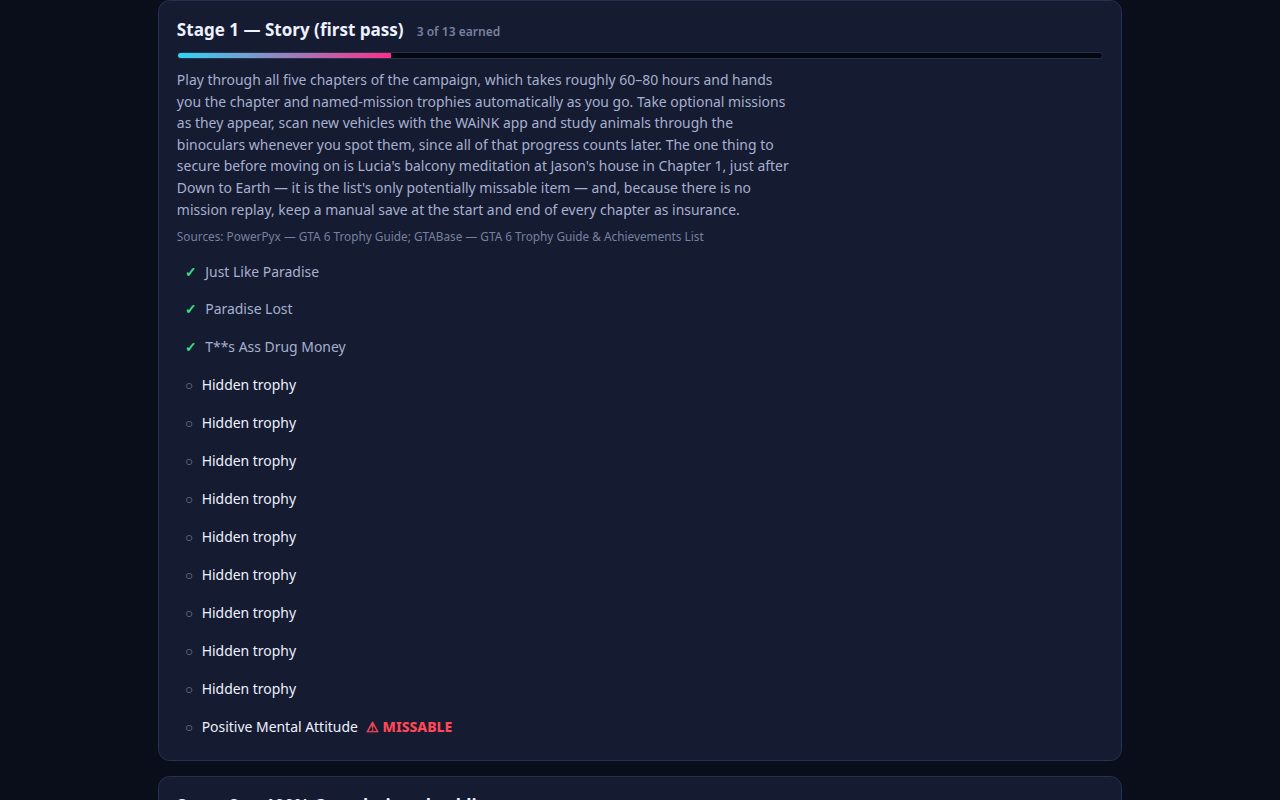 Stage 1 — Story (first pass) 3 of 13 earned
Play through all five chapters of the campaign, which takes roughly 60–80 hours and hands
you the chapter and named-mission trophies automatically as you go. Take optional missions
as they appear, scan new vehicles with the WAiNK app and study animals through the
binoculars whenever you spot them, since all of that progress counts later. The one thing to
secure before moving on is Lucia's balcony meditation at Jason's house in Chapter 1, just after
Down to Earth — it is the list's only potentially missable item — and, because there is no
mission replay, keep a manual save at the start and end of every chapter as insurance.
Sources: PowerPyx — GTA 6 Trophy Guide; GTABase — GTA 6 Trophy Guide & Achievements List
✓ Just Like Paradise
✓ Paradise Lost
✓ T**s Ass Drug Money
○ Hidden trophy
○ Hidden trophy
○ Hidden trophy
○ Hidden trophy
○ Hidden trophy
○ Hidden trophy
○ Hidden trophy
○ Hidden trophy
○ Hidden trophy
○ Positive Mental Attitude ⚠ MISSABLE